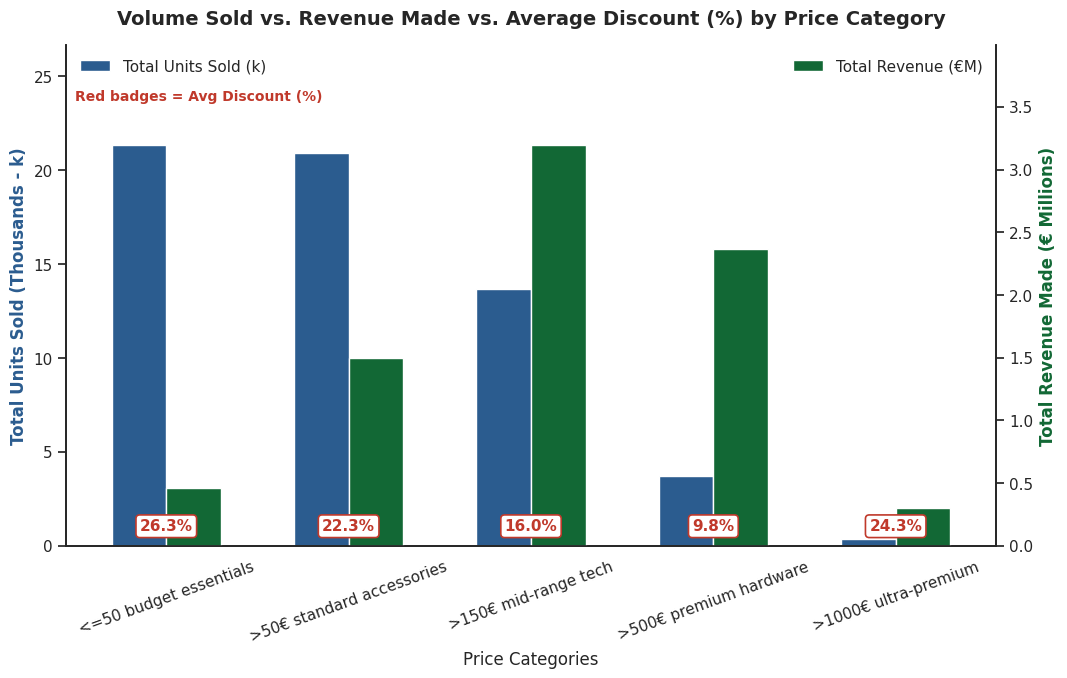 Volume Sold vs. Revenue Made vs. Average Discount (%) by Price Category
Total Units Sold (k)
Total Revenue (€M)
Red badges = Avg Discount (%)
Total Units Sold (Thousands - k)
25
20
15
10
5
0
3.5
3.0
2.5
2.0
1.5
1.0
0.5
0.0
Total Revenue Made (€ Millions)
26.3%
22.3%
16.0%
9.8%
24.3%
<=50 budget essentials
>50€ standard accessories
>150€ mid-range tech
>500€ premium hardware
>1000€ ultra-premium
Price Categories